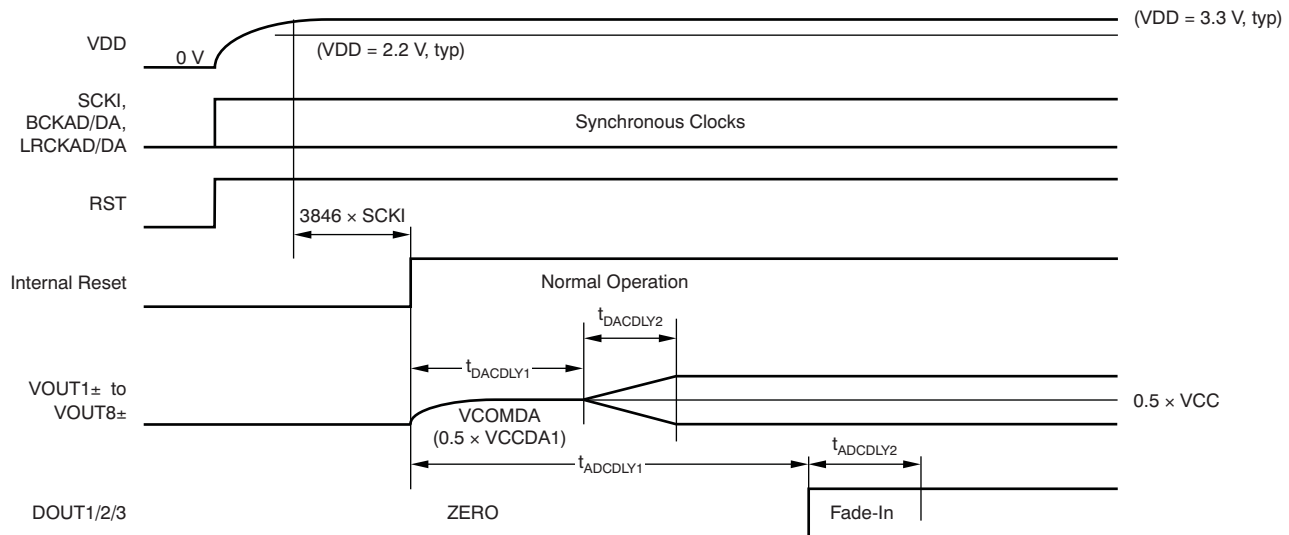 (VDD = 3.3 V, typ)
VDD
0 V
(VDD = 2.2 V, typ)
SCKI,
BCKAD/DA,
LRCKAD/DA
Synchronous Clocks
RST
3846 × SCKI
Internal Reset
Normal Operation
tDACDLY2
tDACDLY1
VOUT1± to
VOUT8±
VCOMDA
(0.5 × VCCDA1)
0.5 × VCC
tADCDLY1
tADCDLY2
DOUT1/2/3
ZERO
Fade-In